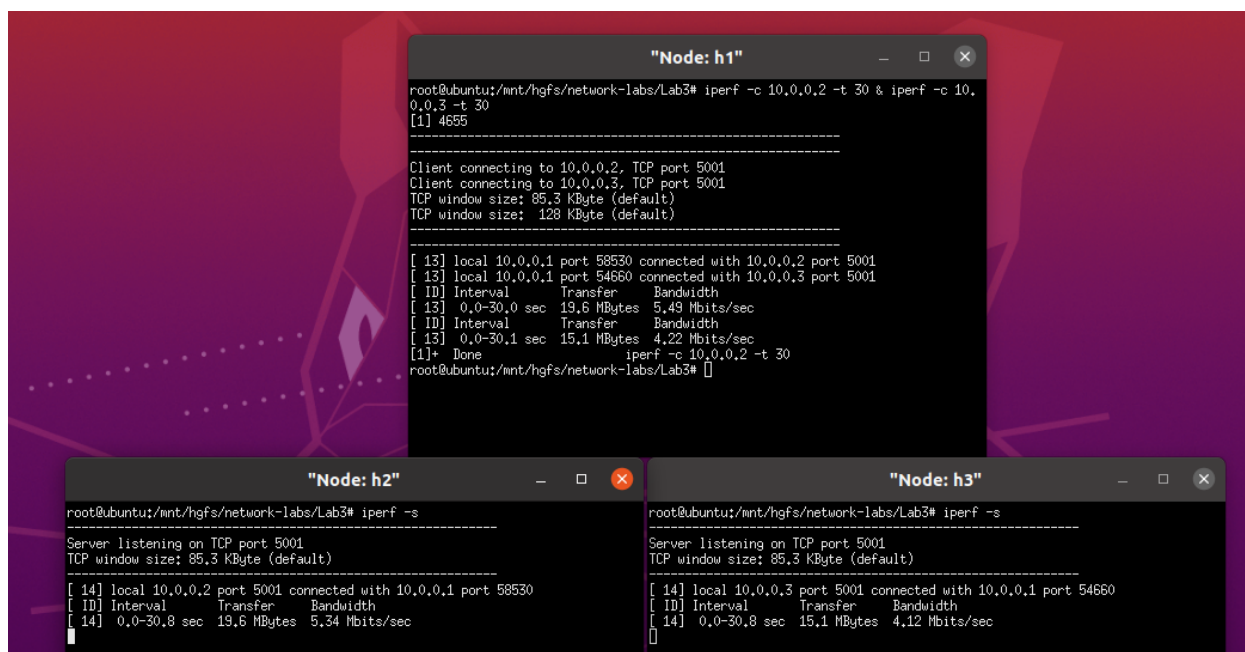 "Node: h1"
root@ubuntu:/mnt/hgfs/network-labs/Lab3# iperf -c 10.0.0.2 -t 30 & iperf -c 10.
0.0.3 -t 30
[1] 4655
------------------------------------------------------------
------------------------------------------------------------
Client connecting to 10.0.0.2, TCP port 5001
Client connecting to 10.0.0.3, TCP port 5001
TCP window size: 85.3 KByte (default)
TCP window size:  128 KByte (default)
------------------------------------------------------------
------------------------------------------------------------
[ 13] local 10.0.0.1 port 58530 connected with 10.0.0.2 port 5001
[ 13] local 10.0.0.1 port 54660 connected with 10.0.0.3 port 5001
[ ID] Interval       Transfer     Bandwidth
[ 13]  0.0-30.0 sec  19.6 MBytes  5.49 Mbits/sec
[ ID] Interval       Transfer     Bandwidth
[ 13]  0.0-30.1 sec  15.1 MBytes  4.22 Mbits/sec
[1]+  Done                    iperf -c 10.0.0.2 -t 30
root@ubuntu:/mnt/hgfs/network-labs/Lab3#
"Node: h2"
root@ubuntu:/mnt/hgfs/network-labs/Lab3# iperf -s
------------------------------------------------------------
Server listening on TCP port 5001
TCP window size: 85.3 KByte (default)
------------------------------------------------------------
[ 14] local 10.0.0.2 port 5001 connected with 10.0.0.1 port 58530
[ ID] Interval       Transfer     Bandwidth
[ 14]  0.0-30.8 sec  19.6 MBytes  5.34 Mbits/sec
"Node: h3"
root@ubuntu:/mnt/hgfs/network-labs/Lab3# iperf -s
------------------------------------------------------------
Server listening on TCP port 5001
TCP window size: 85.3 KByte (default)
------------------------------------------------------------
[ 14] local 10.0.0.3 port 5001 connected with 10.0.0.1 port 54660
[ ID] Interval       Transfer     Bandwidth
[ 14]  0.0-30.8 sec  15.1 MBytes  4.12 Mbits/sec